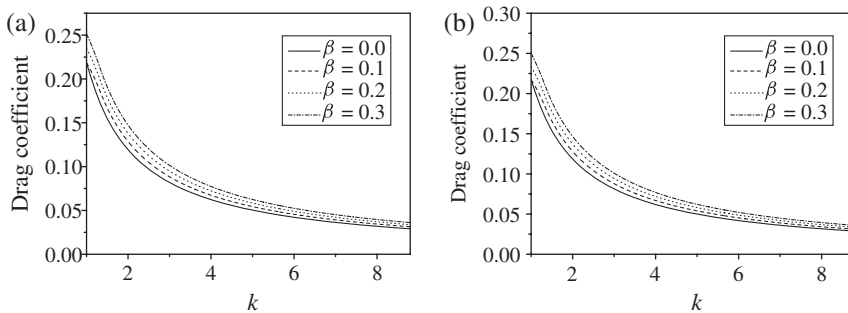 (a)
Drag coefficient
0.25
0.20
0.15
0.10
0.05
0.00
β = 0.0
β = 0.1
β = 0.2
β = 0.3
2 4 6 8
k
(b)
Drag coefficient
0.30
0.25
0.20
0.15
0.10
0.05
0.00
β = 0.0
β = 0.1
β = 0.2
β = 0.3
2 4 6 8
k